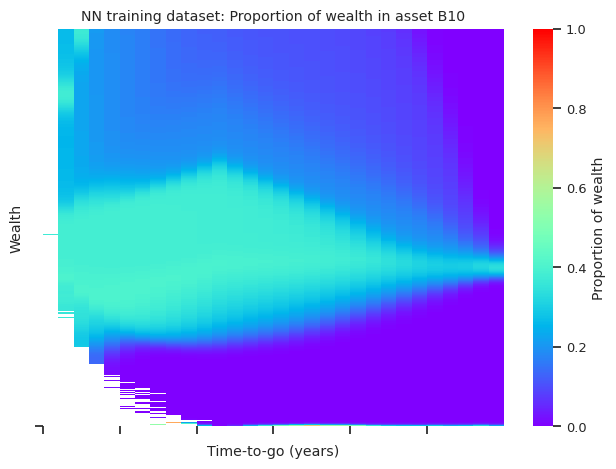 NN training dataset: Proportion of wealth in asset B10
Wealth
Time-to-go (years)
1.0
0.8
0.6
0.4
0.2
0.0
Proportion of wealth